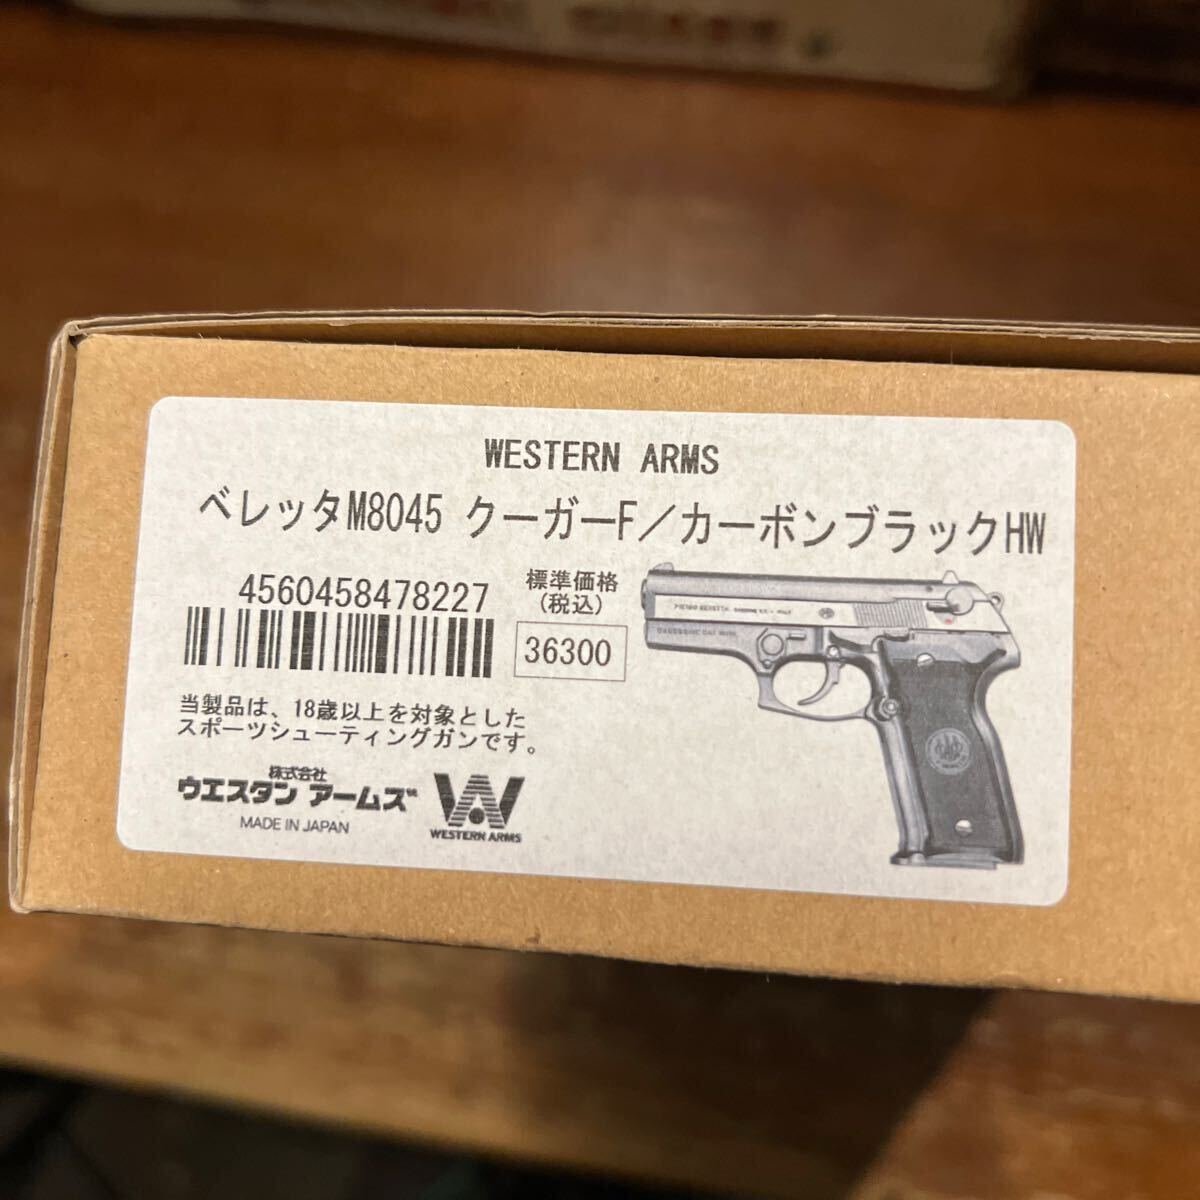 WESTERN ARMS
ベレッタM8045 クーガーF／カーボンブラックHW
4560458478227
標準価格
(税込)
36300
当製品は、18歳以上を対象とした
スポーツシューティングガンです。
株式会社
ウエスタン アームズ
MADE IN JAPAN
WESTERN ARMS